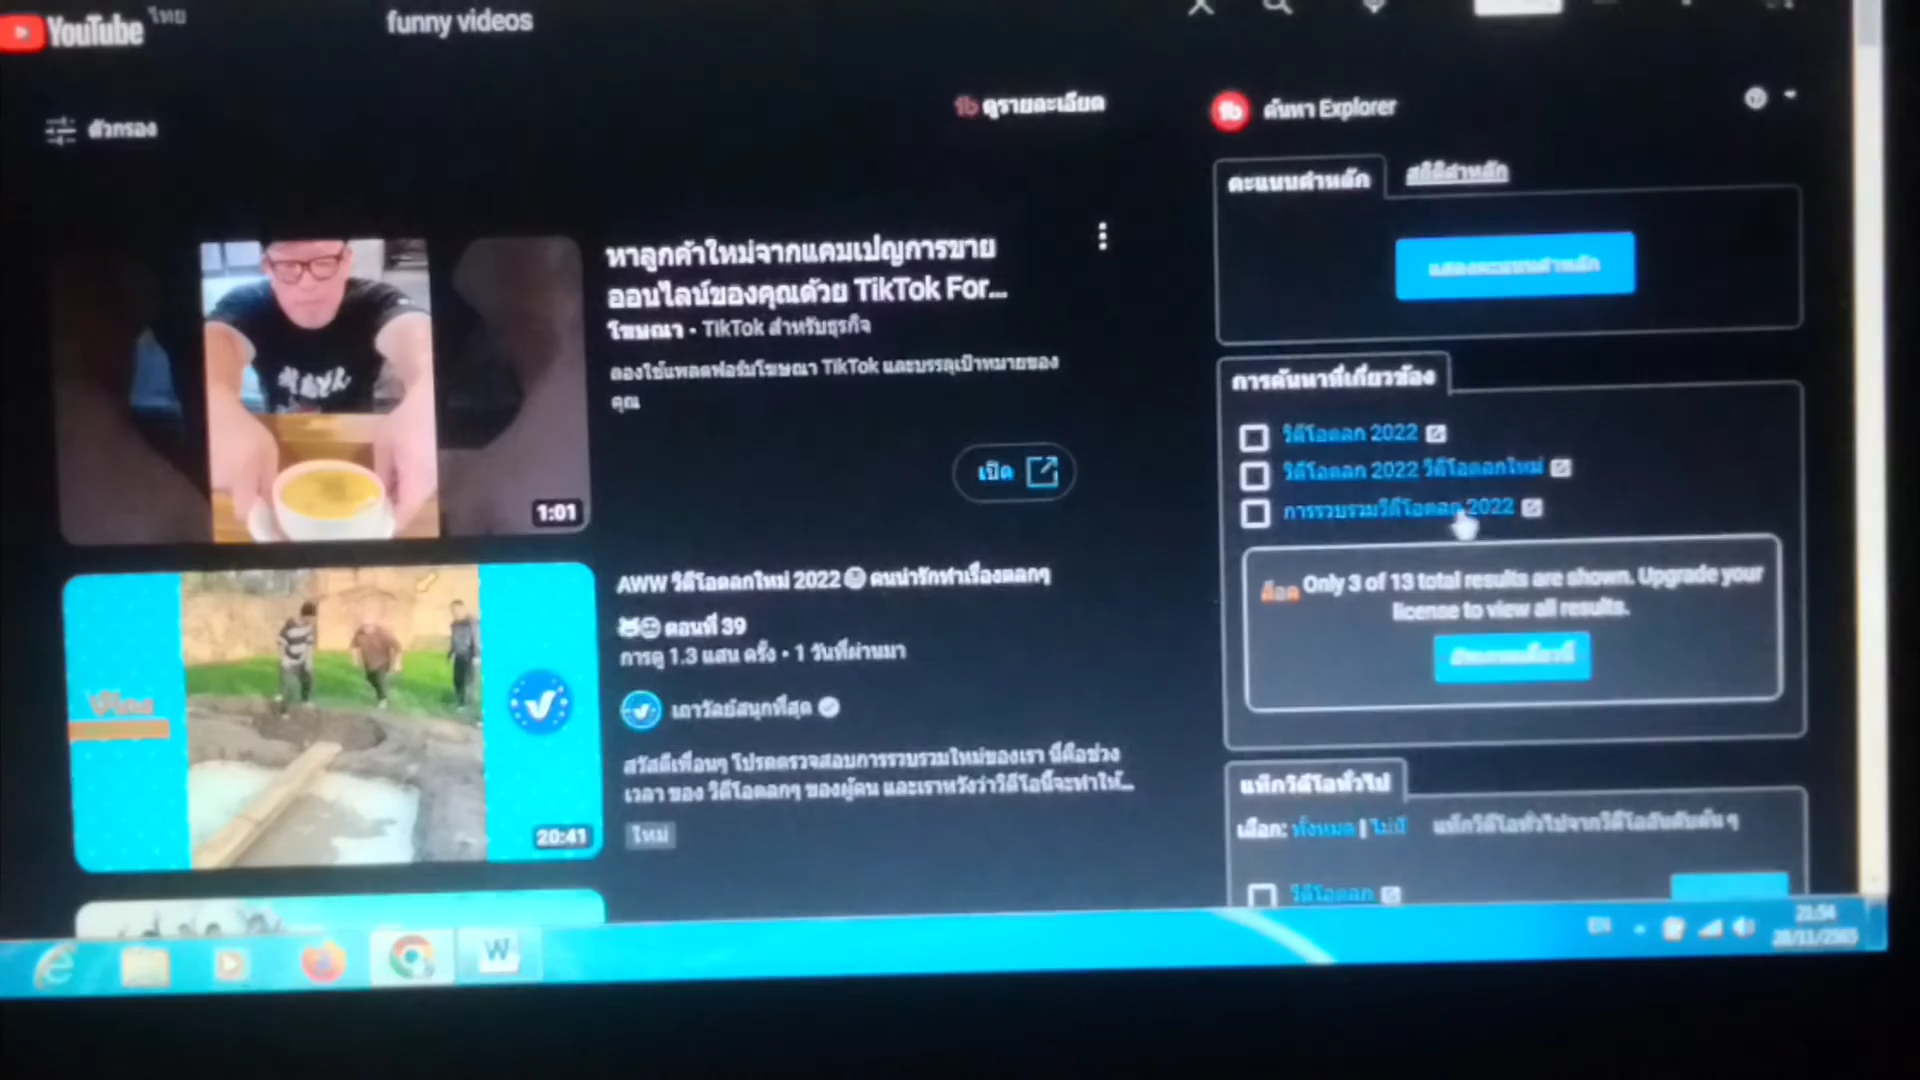 YouTube ไทย
funny videos
ตัวกรอง
ดูรายละเอียด
หาลูกค้าใหม่จากแคมเปญการขาย
ออนไลน์ของคุณด้วย TikTok For...
โฆษณา • TikTok สำหรับธุรกิจ
ลองใช้แพลตฟอร์มโฆษณา TikTok และบรรลุเป้าหมายของ
คุณ
เปิด
1:01
AWW วิดีโอตลกใหม่ 2022 😂 คนน่ารักทำเรื่องตลกๆ
ตอนที่ 39
การดู 1.3 แสน ครั้ง • 1 วันที่ผ่านมา
เถาวัลย์สนุกที่สุด
สวัสดีเพื่อนๆ โปรดตรวจสอบการรวบรวมใหม่ของเรา นี่คือช่วง
เวลา ของ วิดีโอตลกๆ ของผู้คน และเราหวังว่าวิดีโอนี้จะทำให้...
ใหม่
20:41
ค้นหา Explorer
คะแนนคำหลัก
สถิติคำหลัก
แสดงคะแนนคำหลัก
การค้นหาที่เกี่ยวข้อง
วิดีโอตลก 2022
วิดีโอตลก 2022 วิดีโอตลกใหม่
การรวบรวมวิดีโอตลก 2022
ล็อค Only 3 of 13 total results are shown. Upgrade your
license to view all results.
อัพเกรดเดี๋ยวนี้
แท็กวิดีโอทั่วไป
เลือก: ทั้งหมด | ไม่มี แท็กวิดีโอทั่วไปจากวิดีโออันดับต้น ๆ
วิดีโอตลก
EN
21:54
28/11/2565